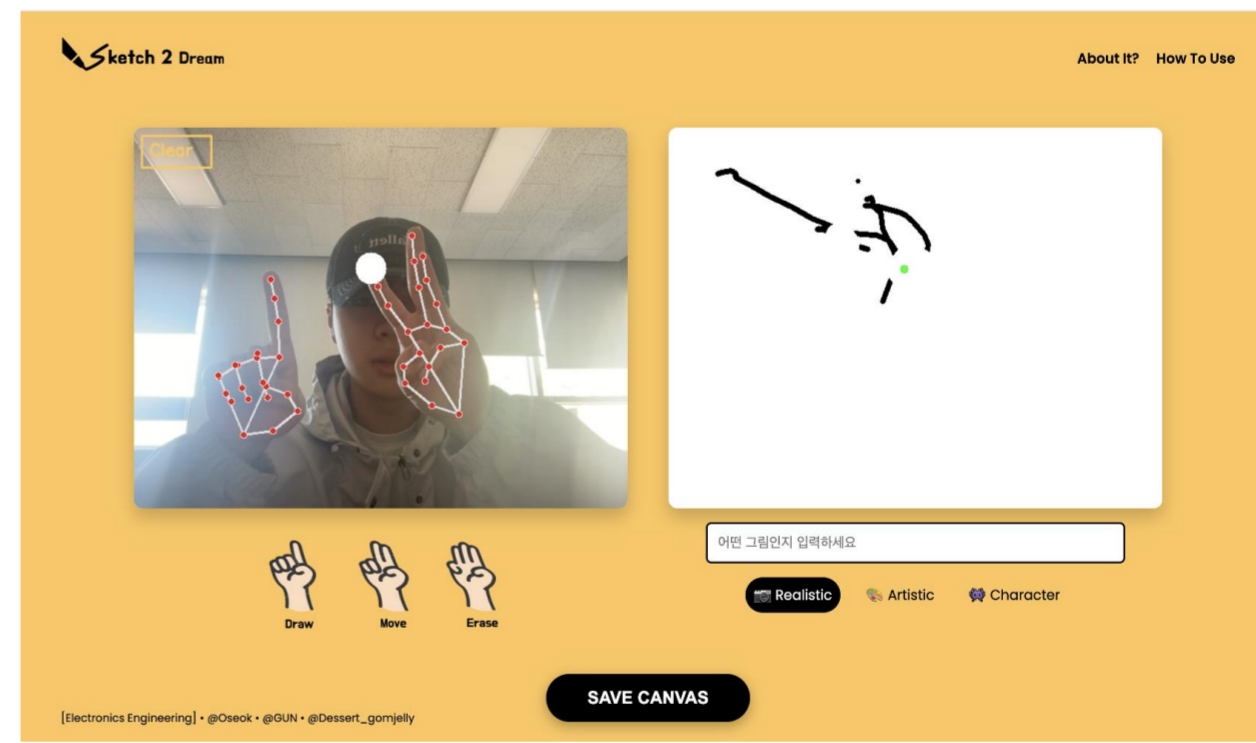 Sketch 2 Dream
About It? How To Use
Clear
어떤 그림인지 입력하세요
📷 Realistic 🎨 Artistic 👾 Character
Draw Move Erase
SAVE CANVAS
[Electronics Engineering] • @Oseok • @GUN • @Dessert_gomjelly